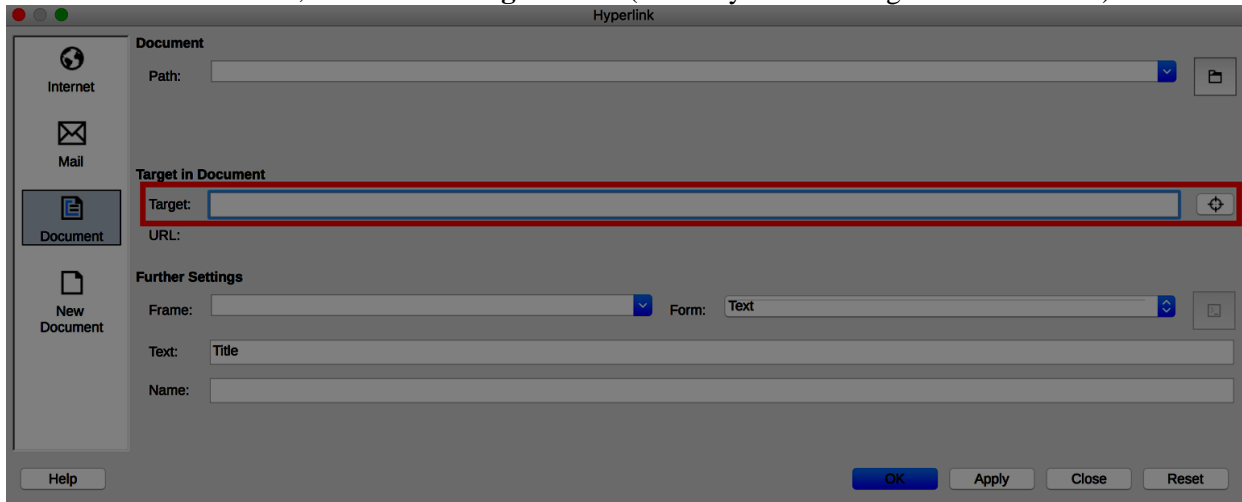 Hyperlink
Internet
Mail
Document
New
Document
Document
Path:
Target in Document
Target:
URL:
Further Settings
Frame:
Form: Text
Text: Title
Name:
Help
OK Apply Close Reset